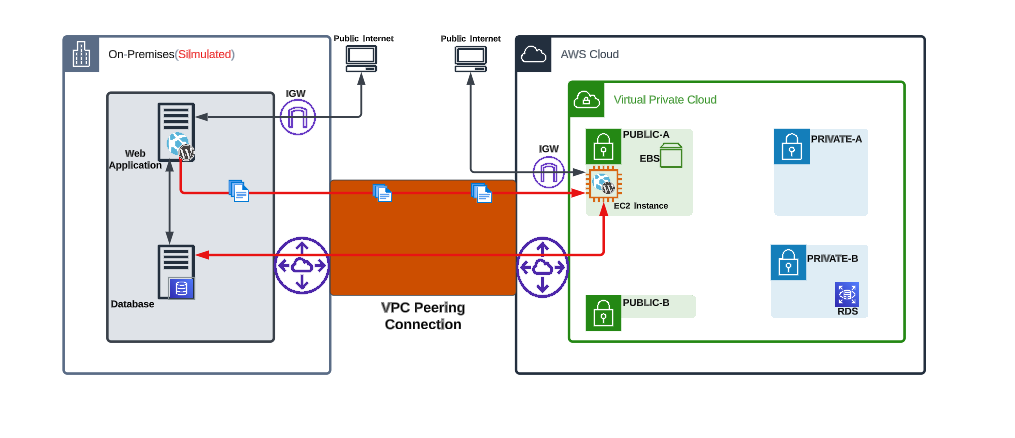 On-Premises(Silmulated)
Public Internet
Public Internet
AWS Cloud
IGW
Virtual Private Cloud
Web
Application
IGW
PUBLIC-A
EBS
EC2 Instance
PRIVATE-A
Database
VPC Peering
Connection
PUBLIC-B
PRIVATE-B
RDS